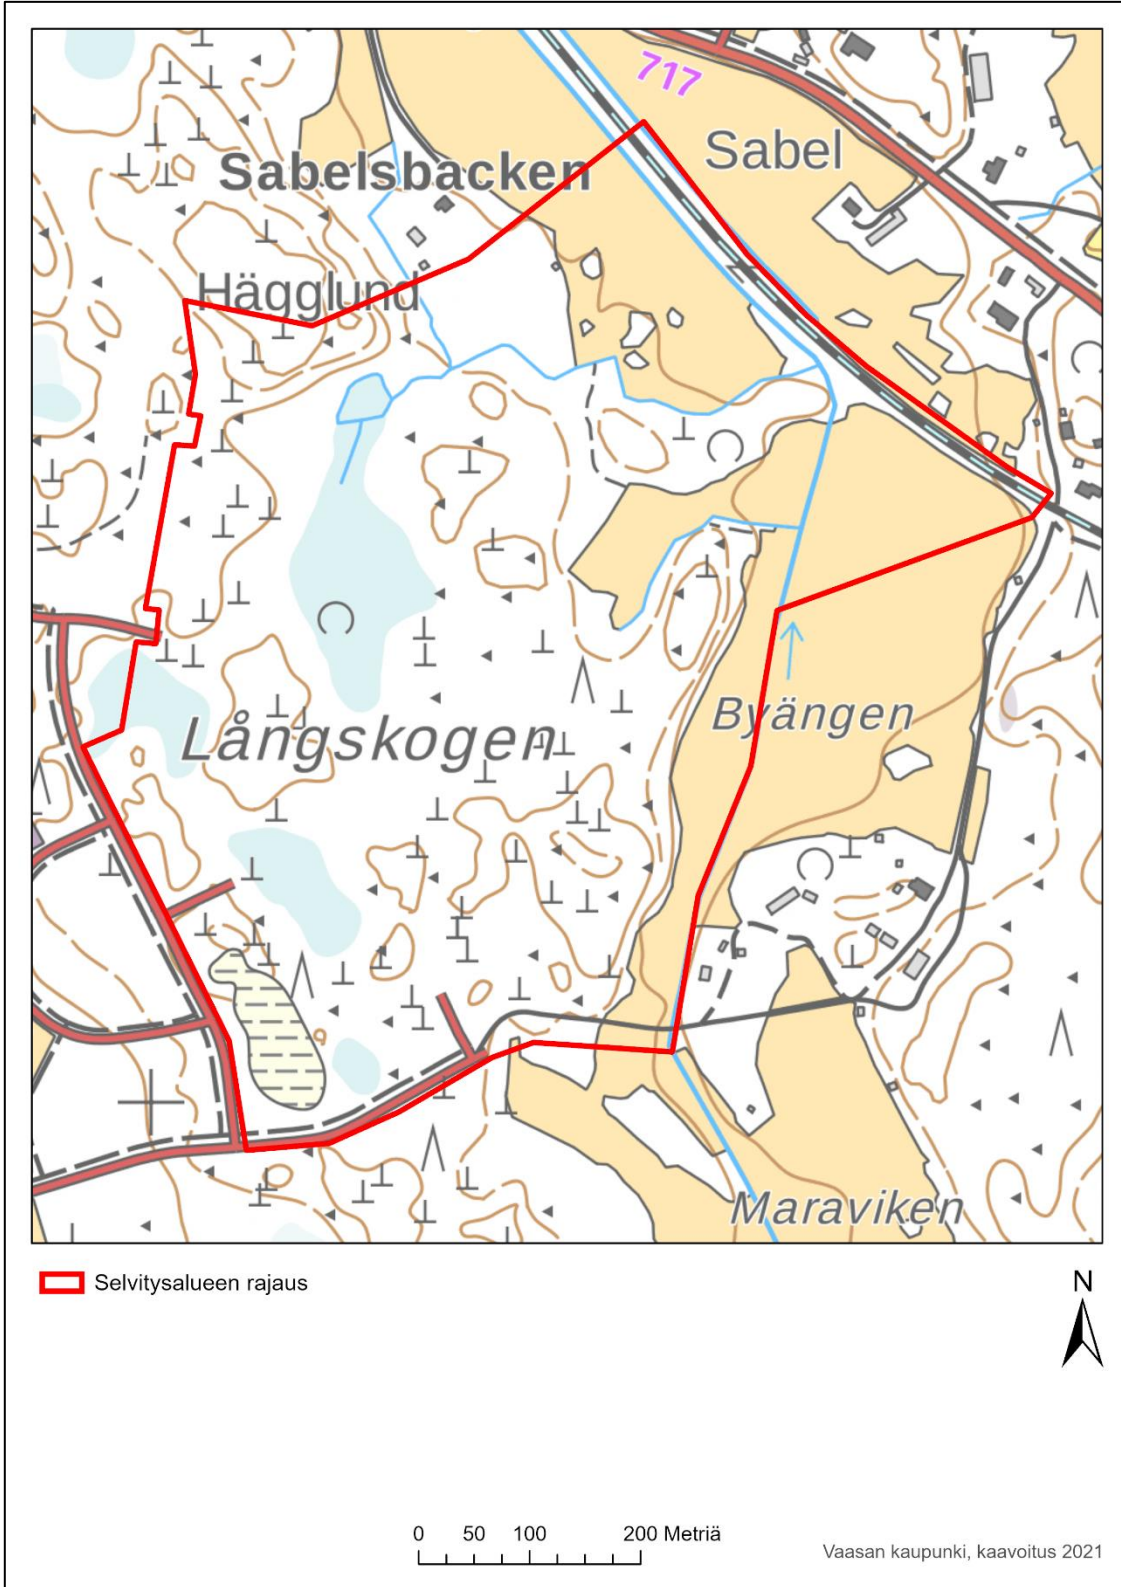 717
Sabel
Sabelsbacken
Hägglund
Byängen
Långskogen
Maraviken
Selvitysalueen rajaus
N
0 50 100 200 Metriä
Vaasan kaupunki, kaavoitus 2021